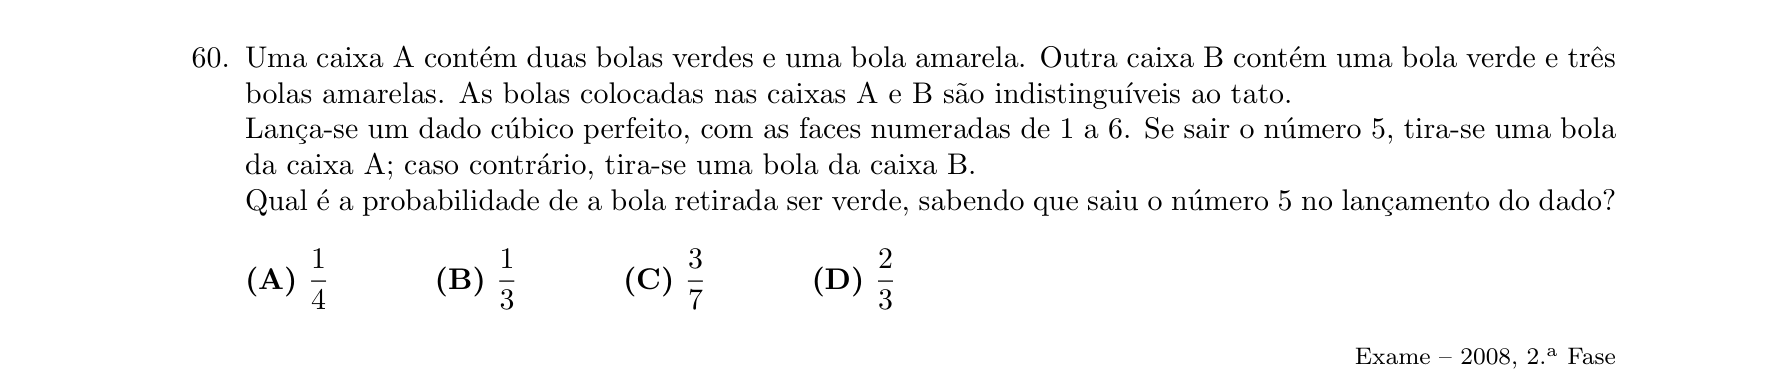 60. Uma caixa A contém duas bolas verdes e uma bola amarela. Outra caixa B contém uma bola verde e três
bolas amarelas. As bolas colocadas nas caixas A e B são indistinguíveis ao tato.
Lança-se um dado cúbico perfeito, com as faces numeradas de 1 a 6. Se sair o número 5, tira-se uma bola
da caixa A; caso contrário, tira-se uma bola da caixa B.
Qual é a probabilidade de a bola retirada ser verde, sabendo que saiu o número 5 no lançamento do dado?
(A) 1/4 (B) 1/3 (C) 3/7 (D) 2/3
Exame – 2008, 2.ª Fase